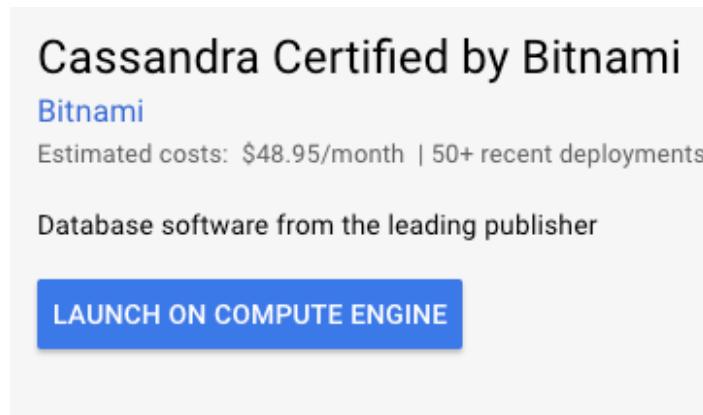 Cassandra Certified by Bitnami
Bitnami
Estimated costs: $48.95/month | 50+ recent deployments
Database software from the leading publisher
LAUNCH ON COMPUTE ENGINE